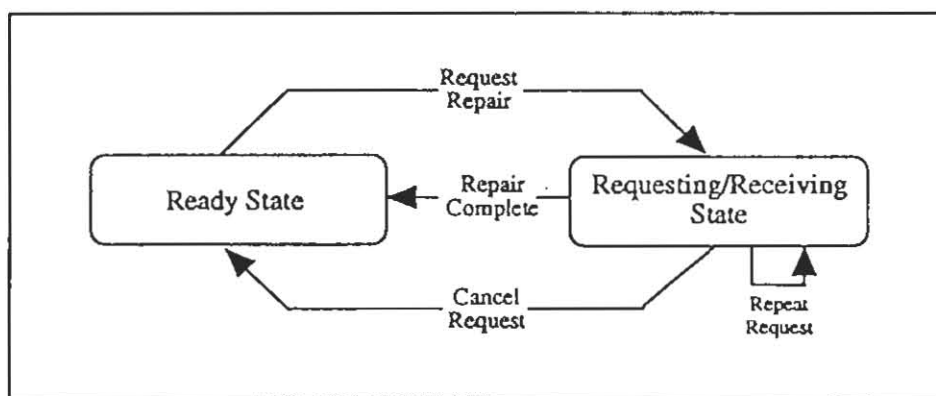 Request
Repair
Ready State
Repair
Complete
Requesting/Receiving
State
Cancel
Request
Repeat
Request